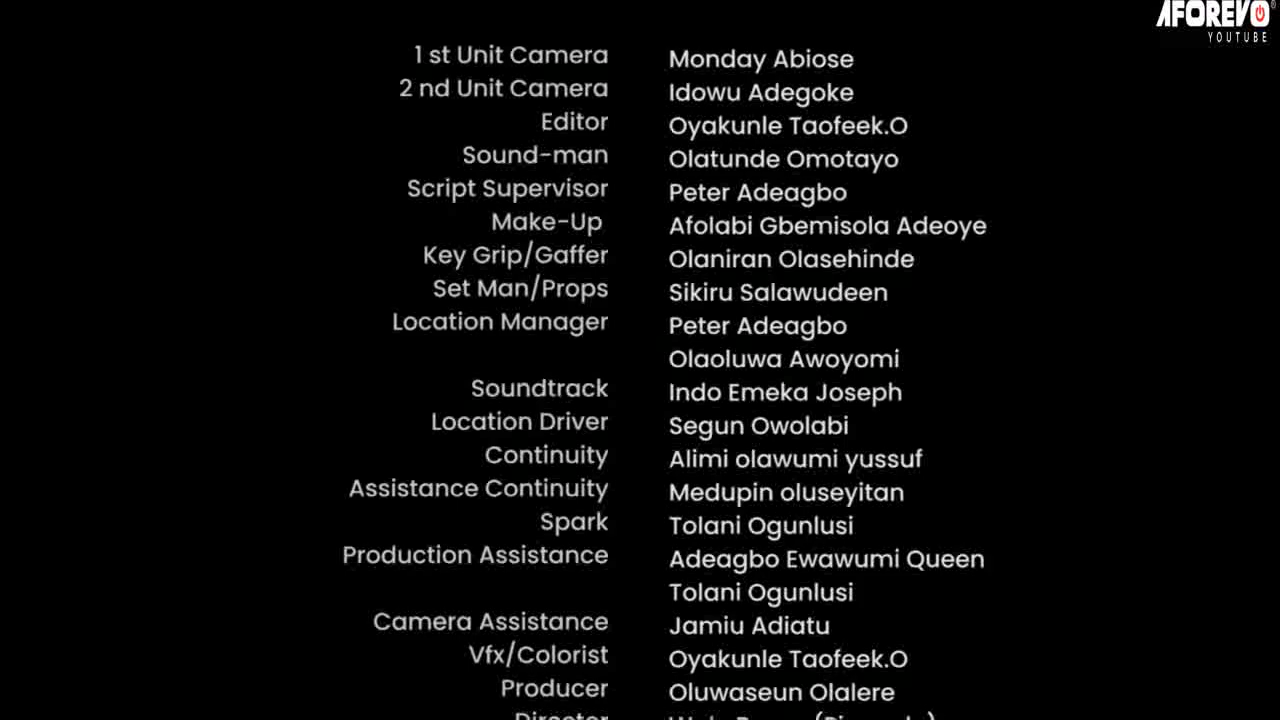 AFOREVO
YOUTUBE
1 st Unit Camera Monday Abiose
2 nd Unit Camera Idowu Adegoke
Editor Oyakunle Taofeek.O
Sound-man Olatunde Omotayo
Script Supervisor Peter Adeagbo
Make-Up Afolabi Gbemisola Adeoye
Key Grip/Gaffer Olaniran Olasehinde
Set Man/Props Sikiru Salawudeen
Location Manager Peter Adeagbo
Olaoluwa Awoyomi
Soundtrack Indo Emeka Joseph
Location Driver Segun Owolabi
Continuity Alimi olawumi yussuf
Assistance Continuity Medupin oluseyitan
Spark Tolani Ogunlusi
Production Assistance Adeagbo Ewawumi Queen
Tolani Ogunlusi
Camera Assistance Jamiu Adiatu
Vfx/Colorist Oyakunle Taofeek.O
Producer Oluwaseun Olalere
Director